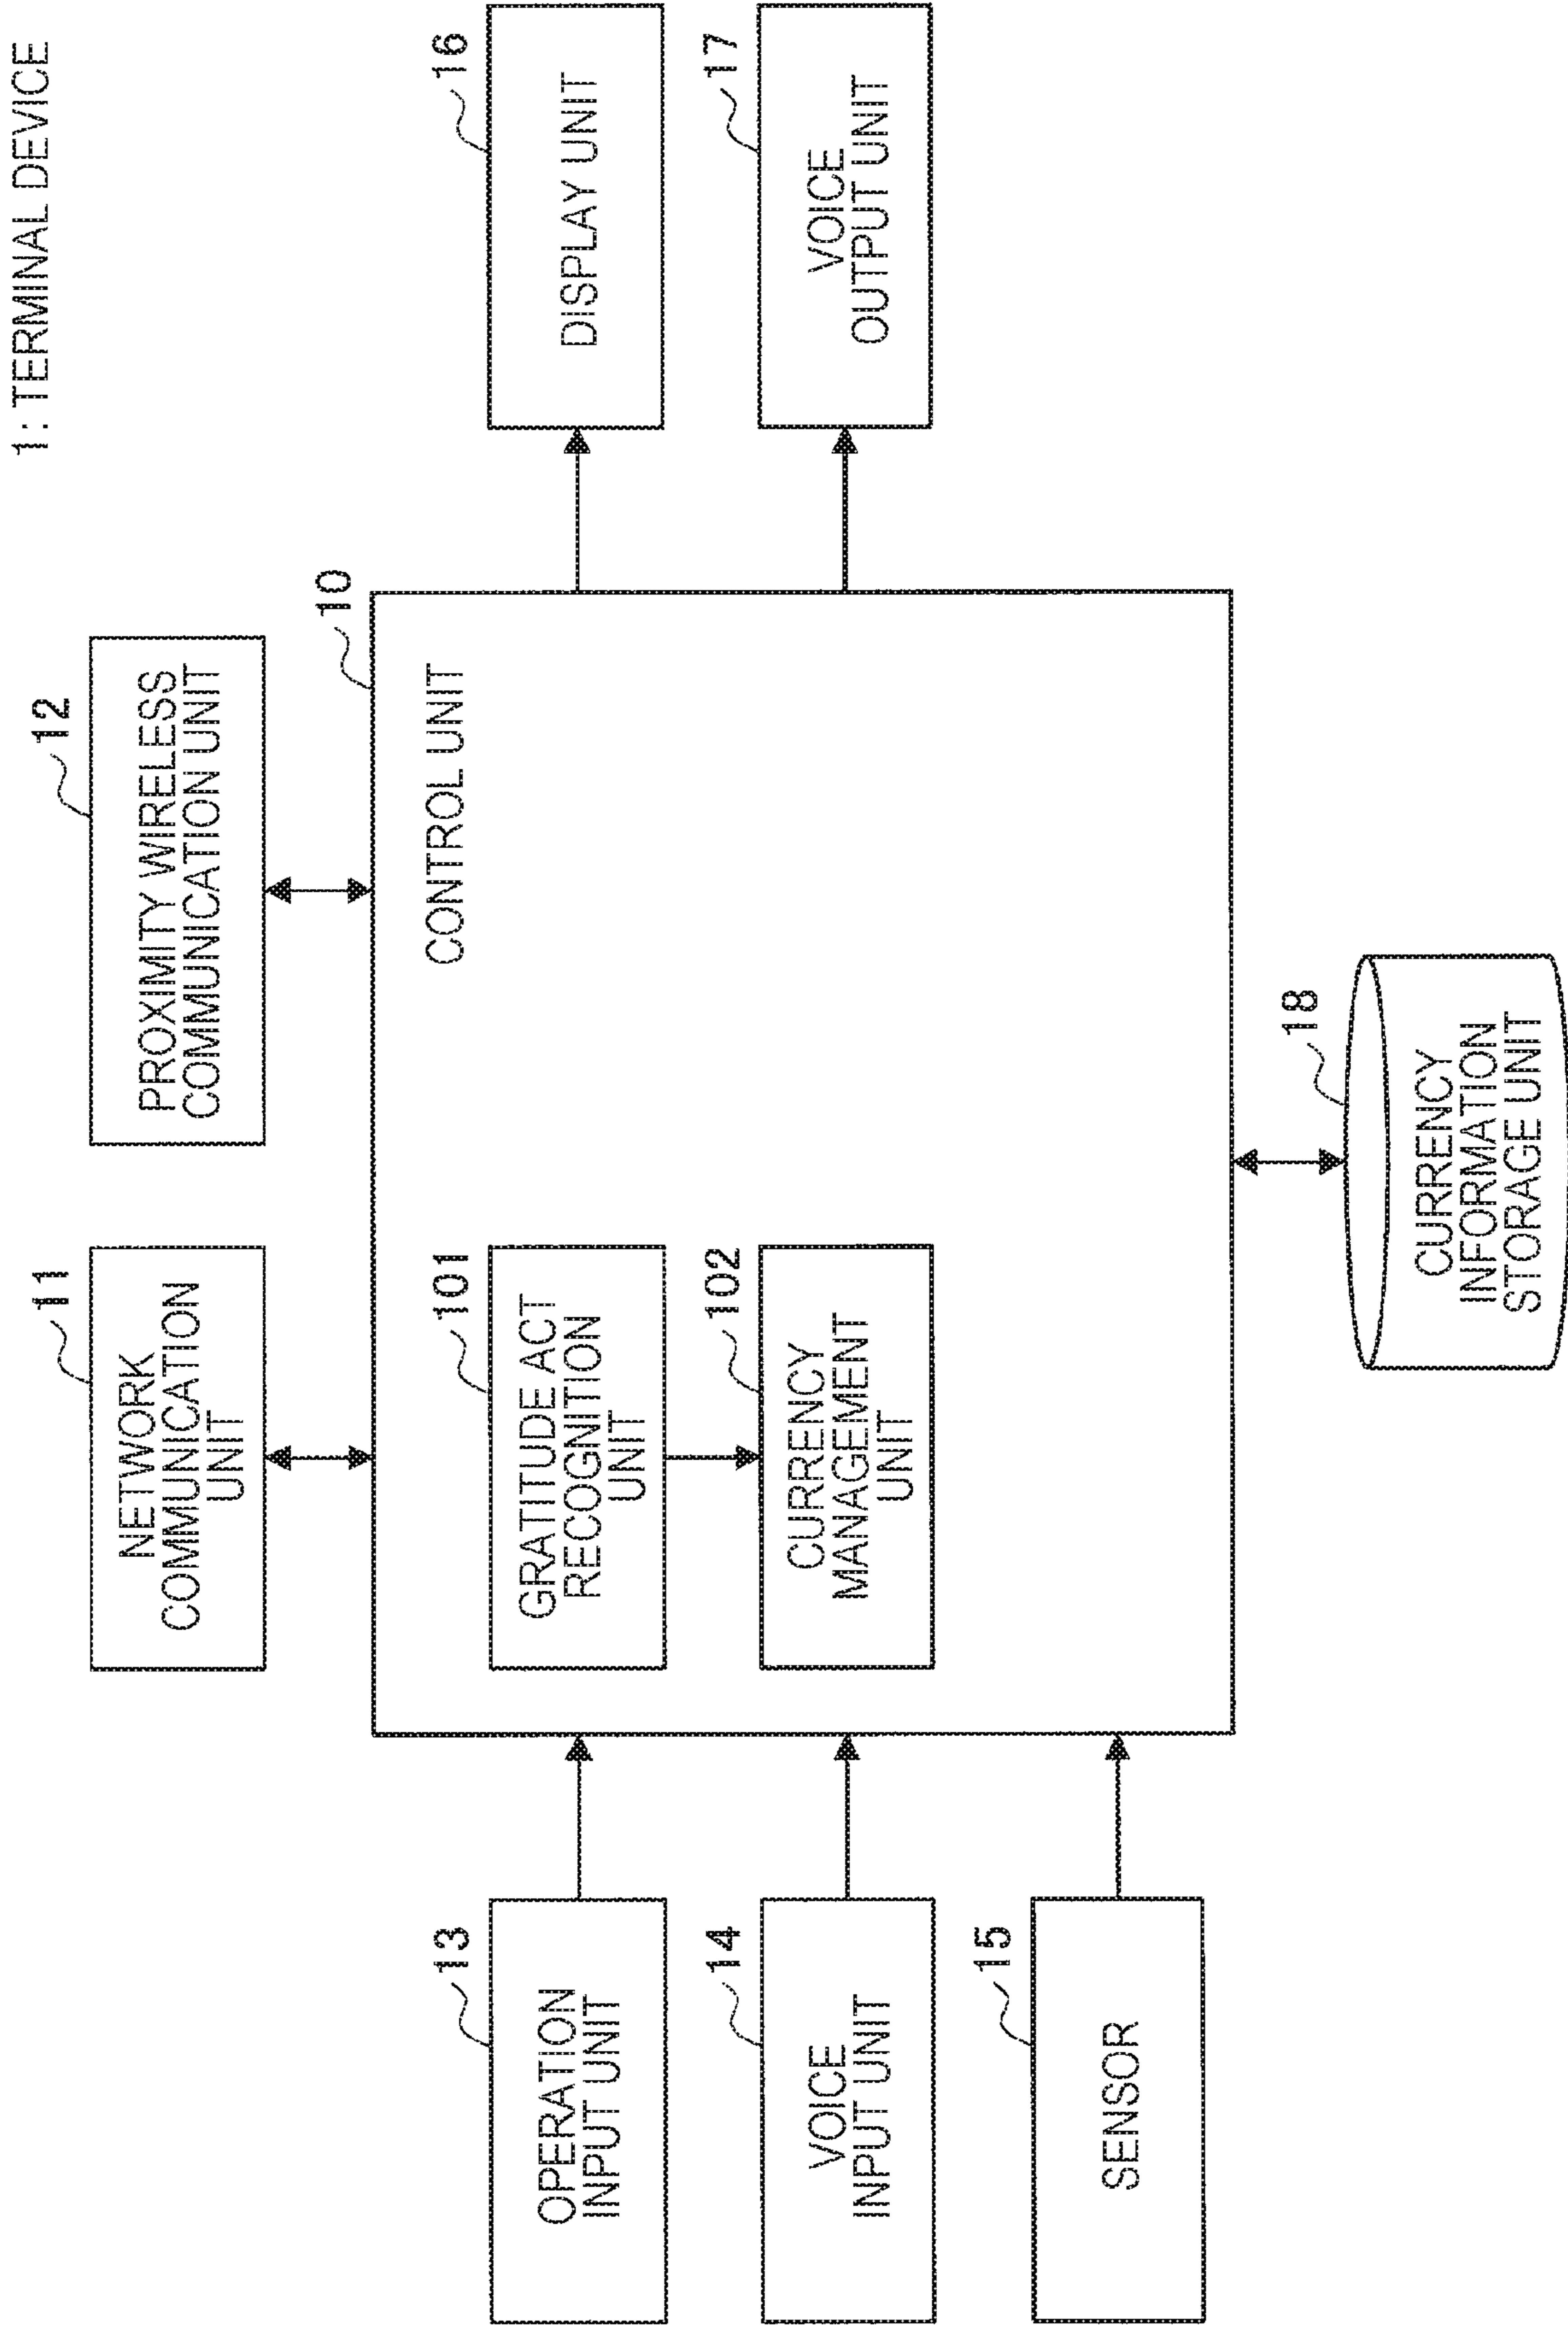 1: TERMINAL DEVICE
11
NETWORK
COMMUNICATION
UNIT
12
PROXIMITY WIRELESS
COMMUNICATION UNIT
10
CONTROL UNIT
13
OPERATION
INPUT UNIT
101
GRATITUDE ACT
RECOGNITION
UNIT
16
DISPLAY UNIT
14
VOICE
INPUT UNIT
102
CURRENCY
MANAGEMENT
UNIT
17
VOICE
OUTPUT UNIT
15
SENSOR
18
CURRENCY
INFORMATION
STORAGE UNIT